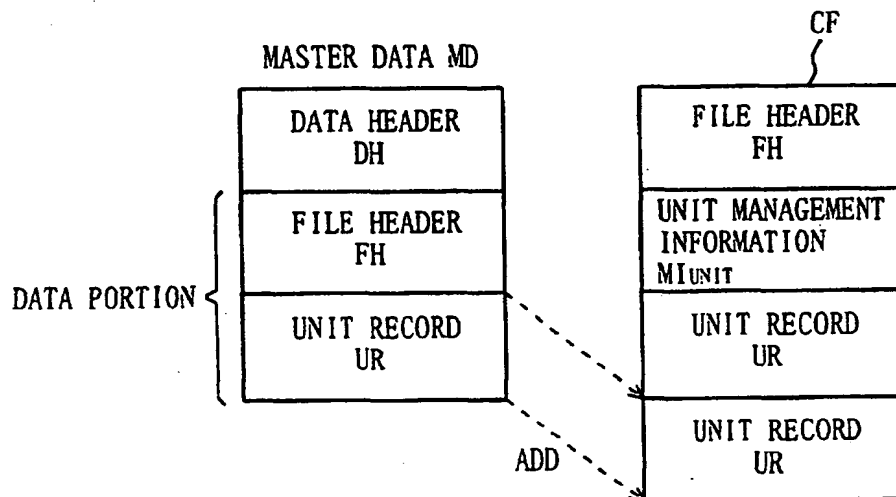 MASTER DATA MD
DATA HEADER
DH
FILE HEADER
FH
DATA PORTION
UNIT RECORD
UR
ADD
CF
FILE HEADER
FH
UNIT MANAGEMENT
INFORMATION
MIUNIT
UNIT RECORD
UR
UNIT RECORD
UR